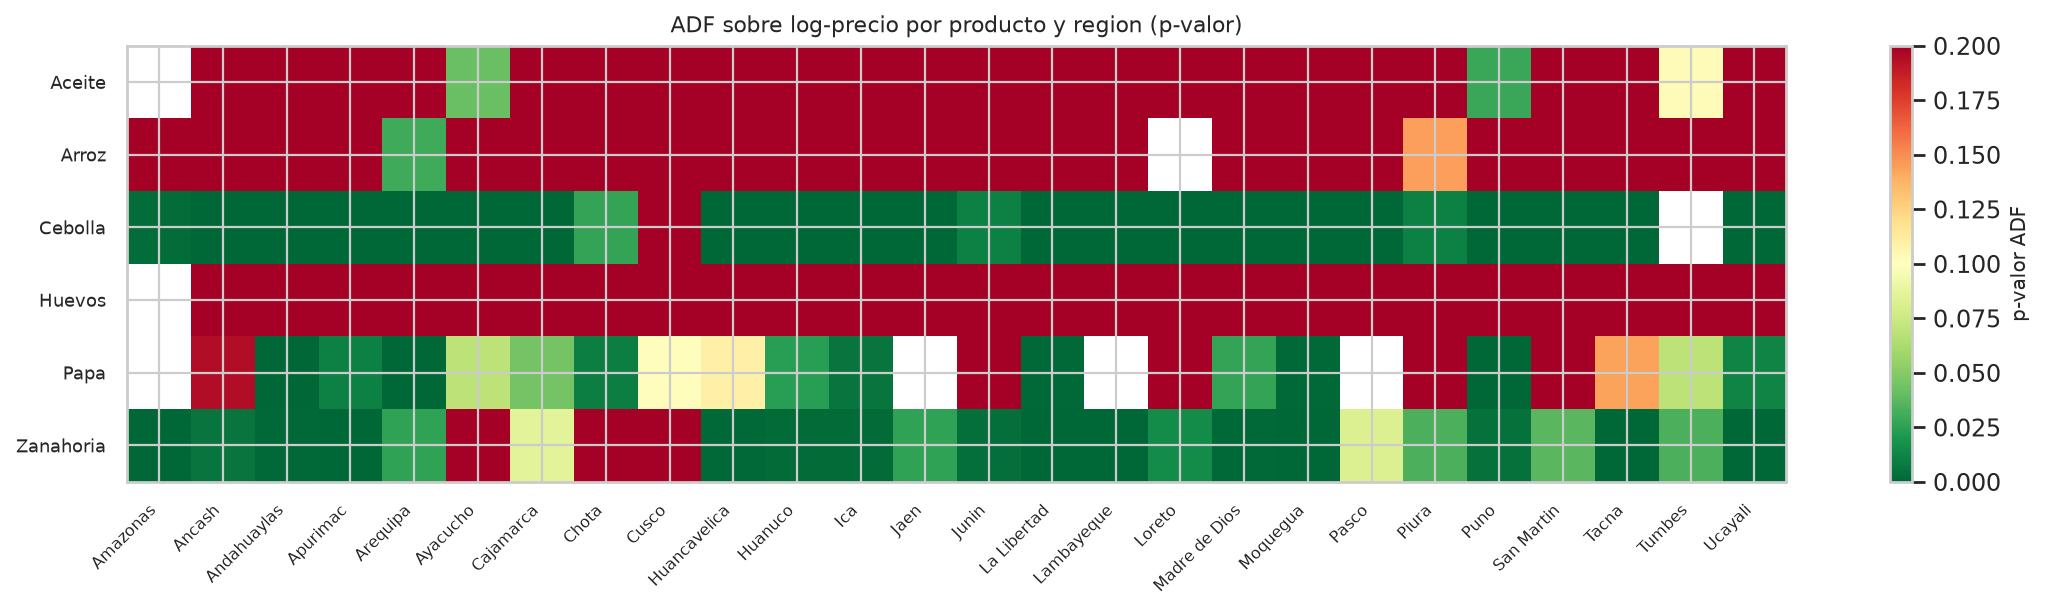 ADF sobre log-precio por producto y region (p-valor)
Aceite
Arroz
Cebolla
Huevos
Papa
Zanahoria
Amazonas
Ancash
Andahuaylas
Apurimac
Arequipa
Ayacucho
Cajamarca
Chota
Cusco
Huancavelica
Huanuco
Ica
Jaen
Junin
La Libertad
Lambayeque
Loreto
Madre de Dios
Moquegua
Pasco
Piura
Puno
San Martin
Tacna
Tumbes
Ucayali
0.200
0.175
0.150
0.125
0.100
0.075
0.050
0.025
0.000
p-valor ADF